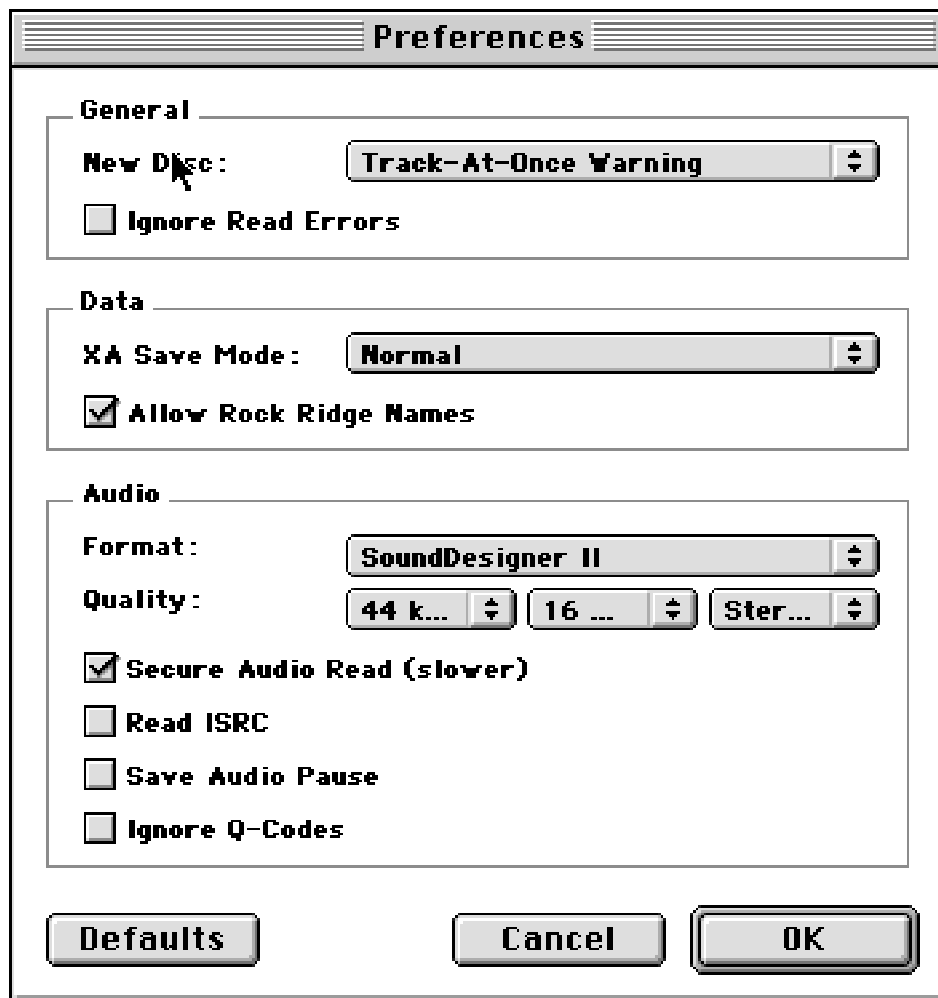 Preferences
General
New Disc: Track-At-Once Warning
Ignore Read Errors
Data
XA Save Mode: Normal
Allow Rock Ridge Names
Audio
Format: SoundDesigner II
Quality: 44 k... 16 ... Ster...
Secure Audio Read (slower)
Read ISRC
Save Audio Pause
Ignore Q-Codes
Defaults Cancel OK